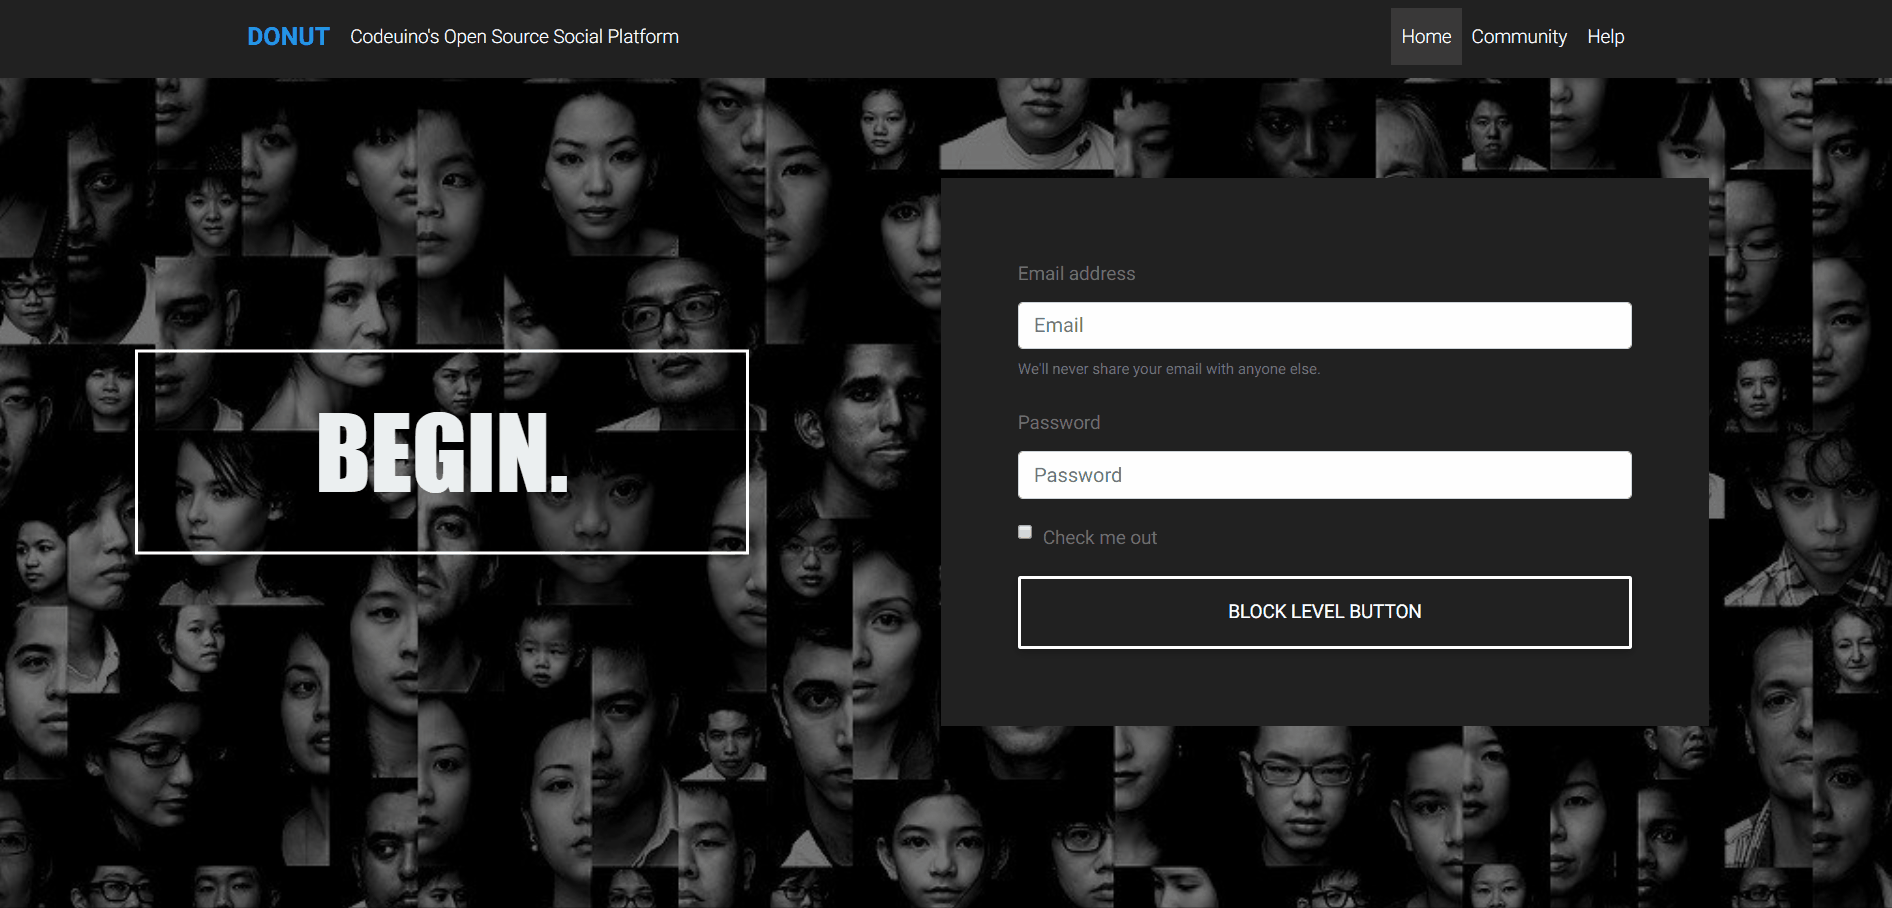 DONUT Codeuino's Open Source Social Platform Home Community Help
BEGIN.
Email address
Email
We'll never share your email with anyone else.
Password
Password
Check me out
BLOCK LEVEL BUTTON